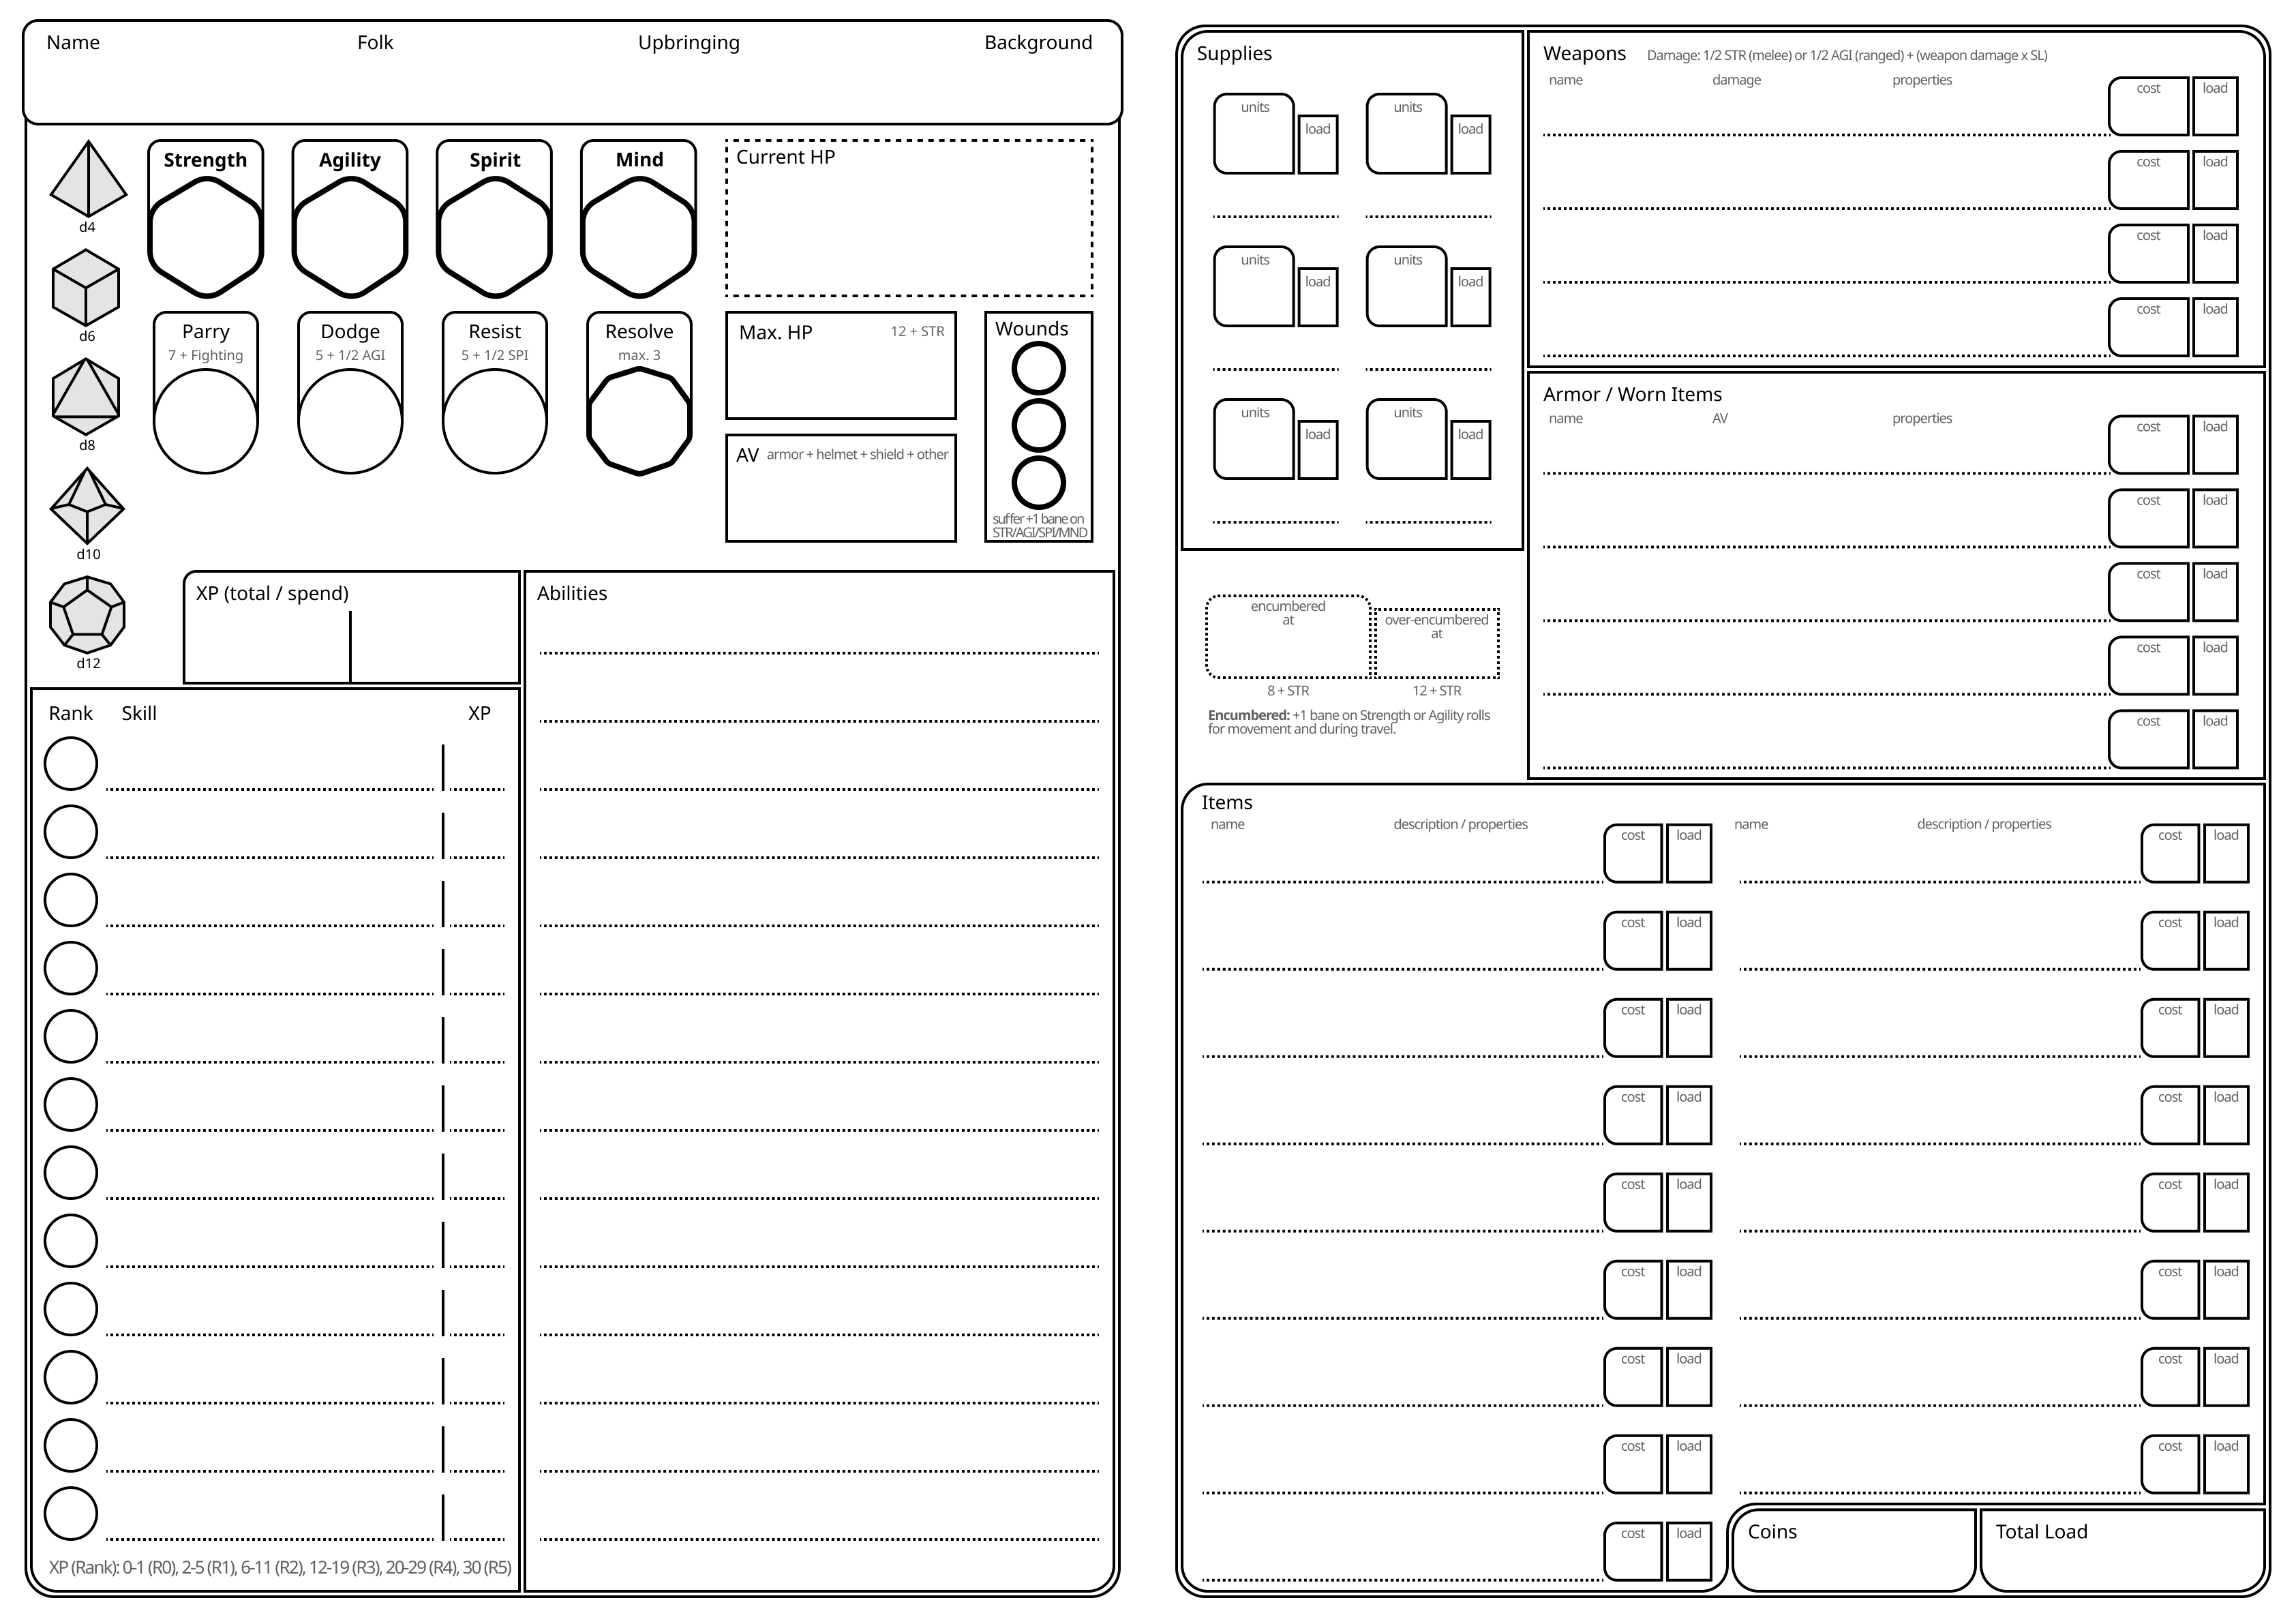 Name Folk Upbringing Background
d4
d6
d8
d10
d12
Strength Agility Spirit Mind
Parry Dodge Resist Resolve
7 + Fighting 5 + 1/2 AGI 5 + 1/2 SPI max. 3
Current HP
Max. HP 12 + STR
AV armor + helmet + shield + other
Wounds
suffer +1 bane on
STR/AGI/SPI/MND
XP (total / spend)
Rank Skill XP
XP (Rank): 0-1 (R0), 2-5 (R1), 6-11 (R2), 12-19 (R3), 20-29 (R4), 30 (R5)
Abilities
Supplies
units load units load
units load units load
units load units load
encumbered
at
over-encumbered
at
8 + STR 12 + STR
Encumbered: +1 bane on Strength or Agility rolls
for movement and during travel.
Weapons Damage: 1/2 STR (melee) or 1/2 AGI (ranged) + (weapon damage x SL)
name damage properties cost load
cost load
cost load
cost load
Armor / Worn Items
name AV properties cost load
cost load
cost load
cost load
cost load
Items
name description / properties cost load name description / properties cost load
cost load cost load
cost load cost load
cost load cost load
cost load cost load
cost load cost load
cost load cost load
cost load cost load
cost load
Coins Total Load